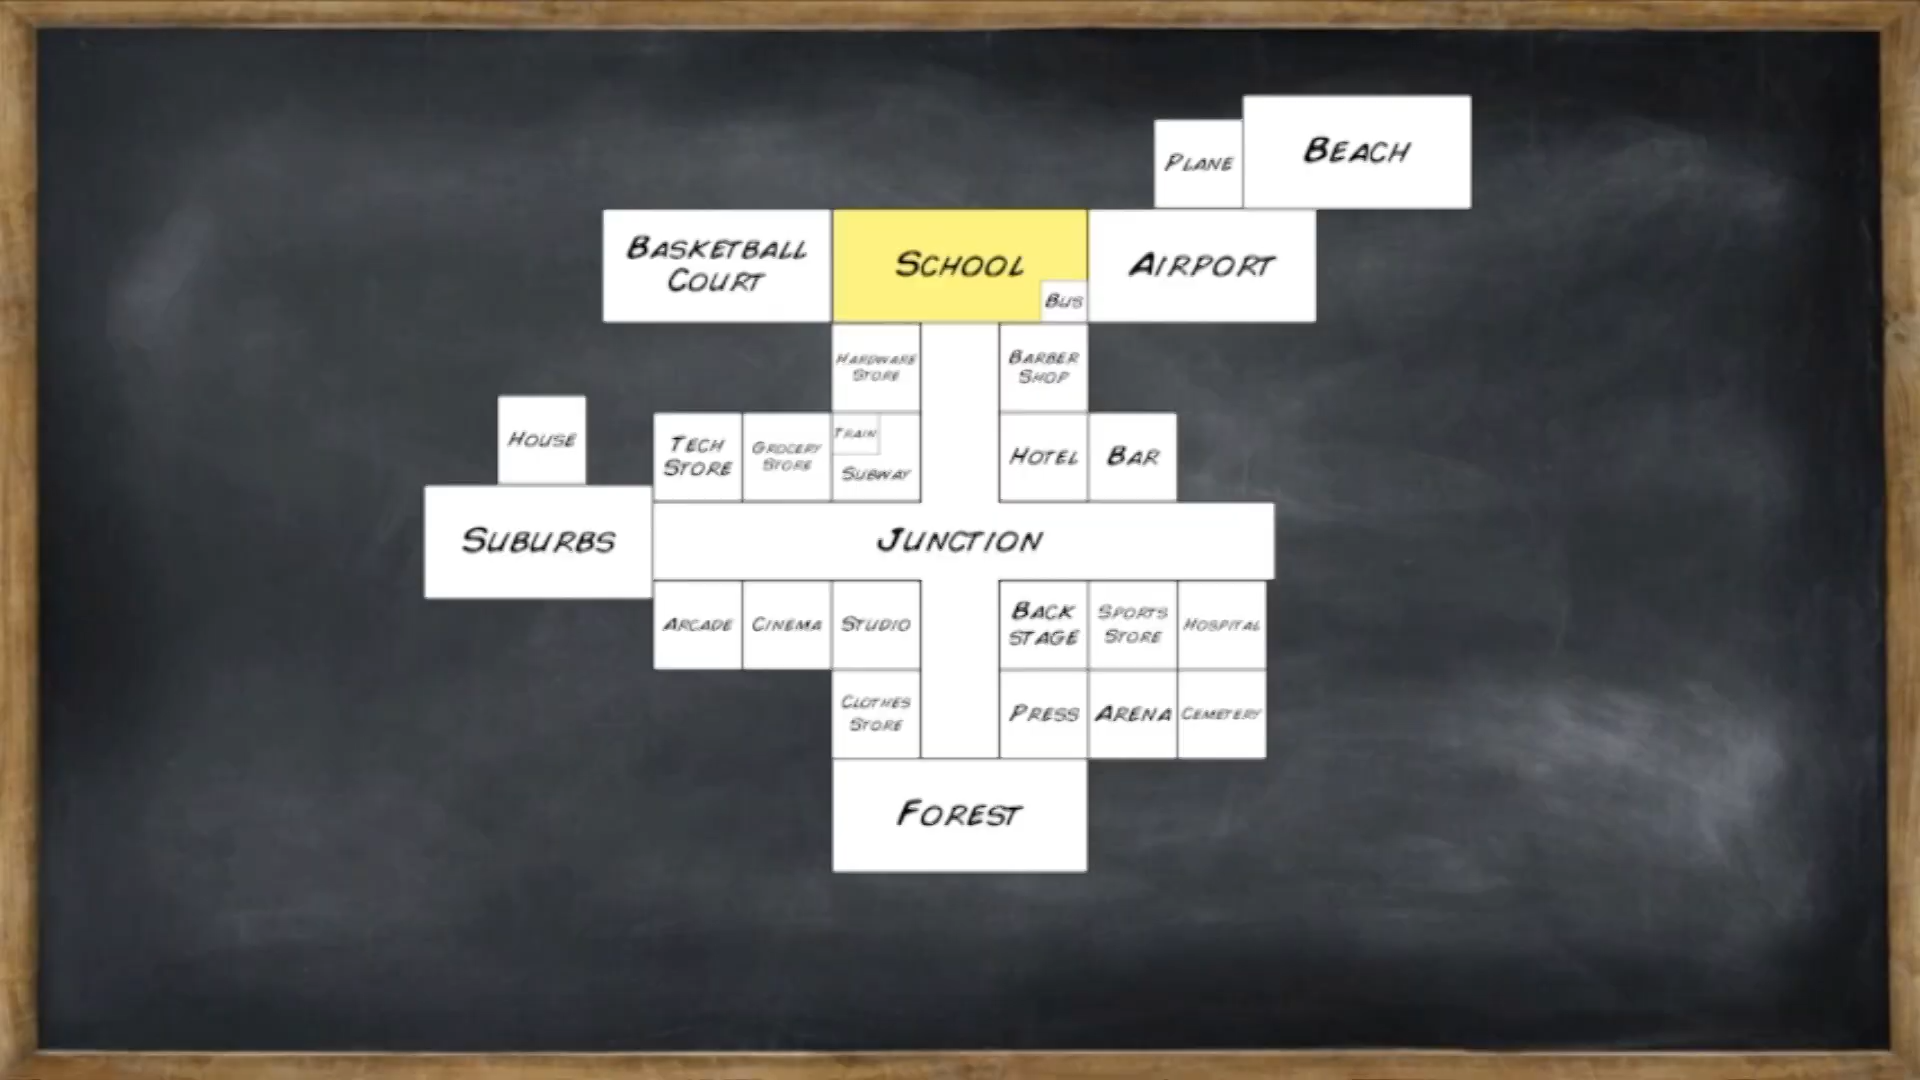 Beach
Plane
Basketball
Court
School
Airport
Bus
Hardware
Store
Barber
Shop
House
Tech
Store
Grocery
Store
Train
Subway
Hotel
Bar
Suburbs
Junction
Arcade
Cinema
Studio
Back
Stage
Sports
Store
Hospital
Clothes
Store
Press
Arena
Cemetery
Forest